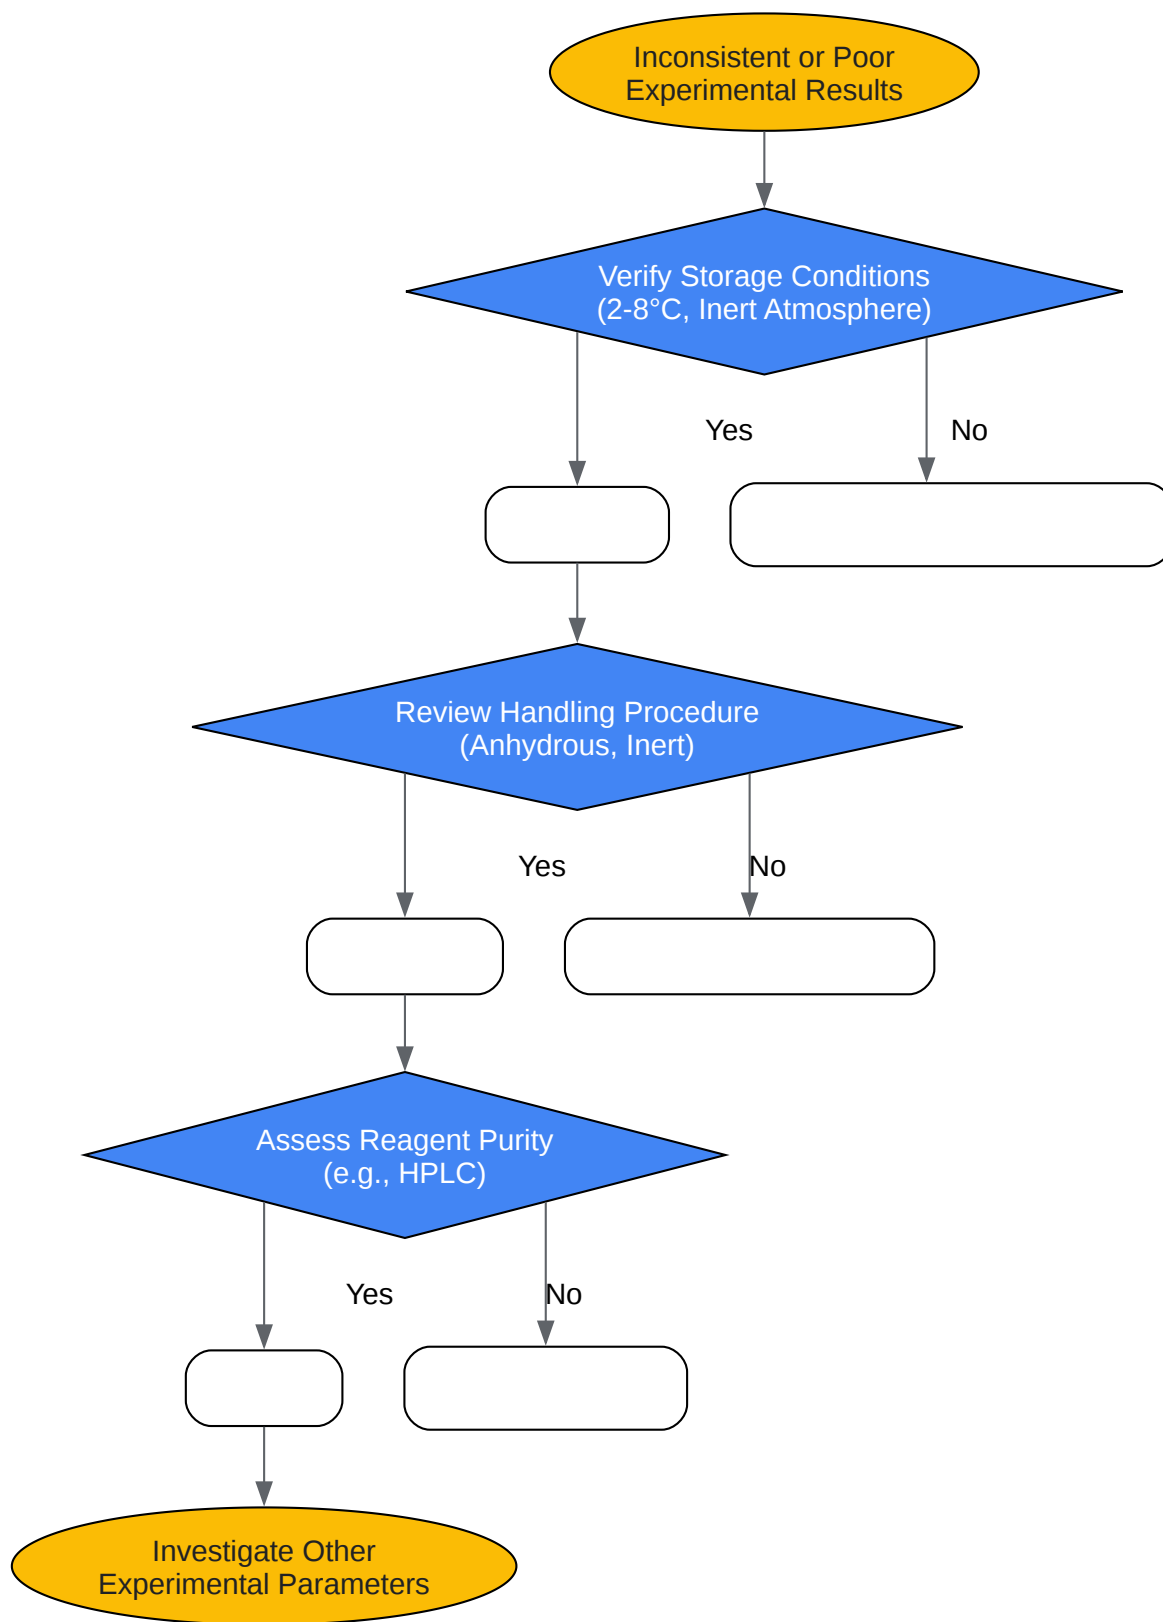 Inconsistent or Poor
Experimental Results
Verify Storage Conditions
(2-8°C, Inert Atmosphere)
Yes
No
Review Handling Procedure
(Anhydrous, Inert)
Yes
No
Assess Reagent Purity
(e.g., HPLC)
Yes
No
Investigate Other
Experimental Parameters